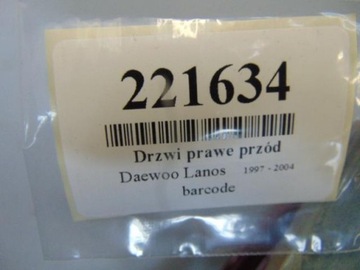 221634
Drzwi prawe przód
Daewoo Lanos 1997 - 2004
barcode